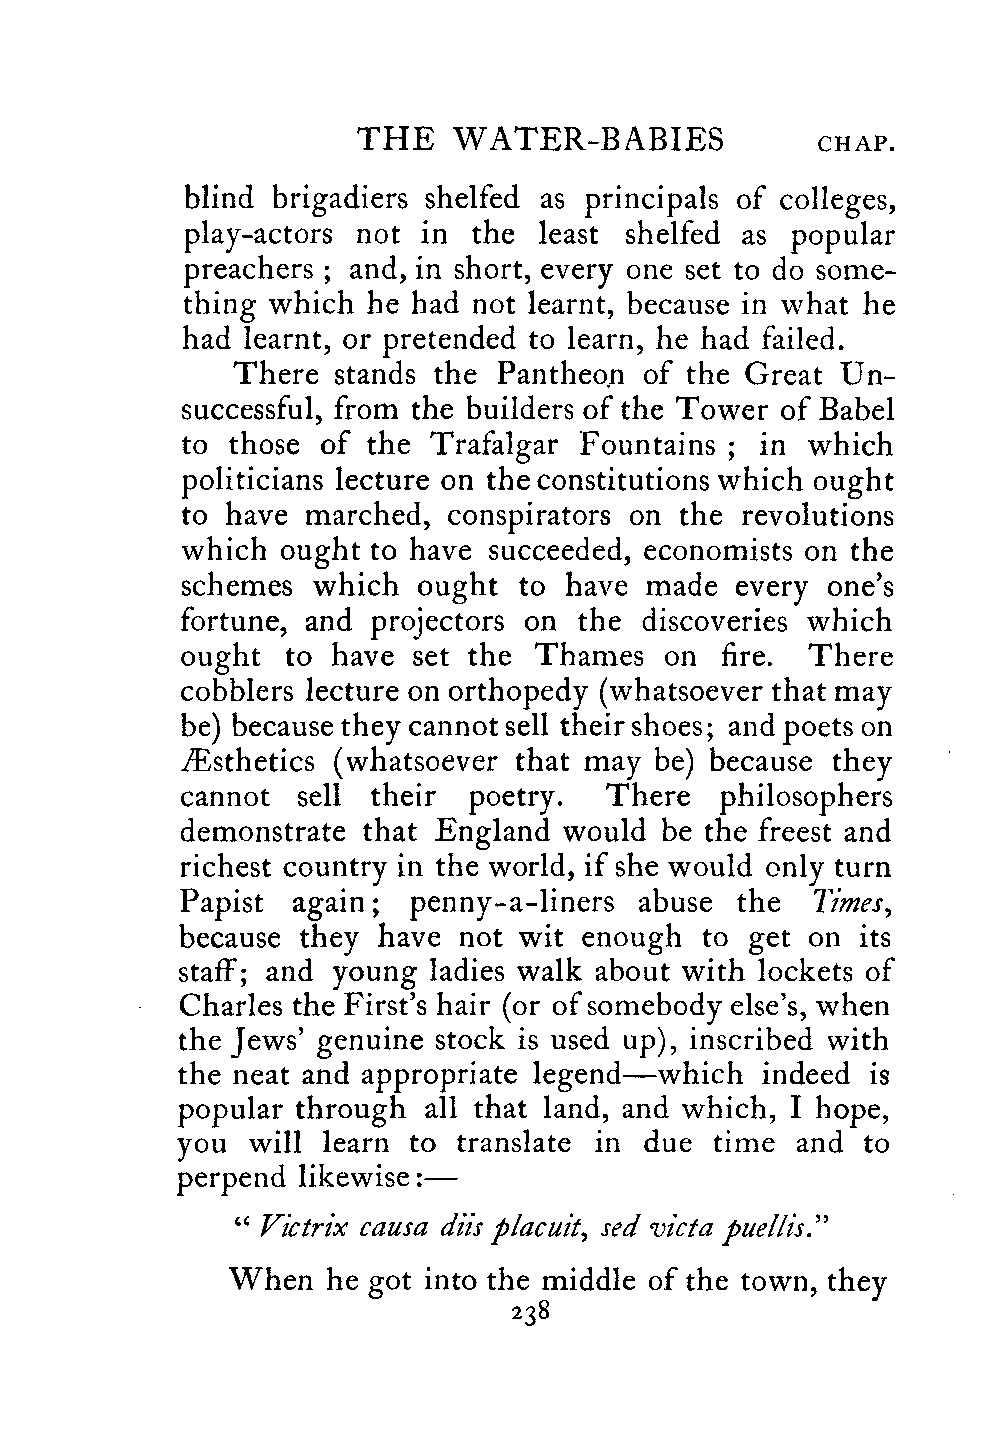 THE WATER-BABIES CHAP.
blind brigadiers shelfed as principals of colleges,
play-actors not in the least shelfed as popular
preachers ; and, in short, every one set to do some-
thing which he had not learnt, because in what he
had learnt, or pretended to learn, he had failed.
There stands the Pantheon of the Great Un-
successful, from the builders of the Tower of Babel
to those of the Trafalgar Fountains ; in which
politicians lecture on the constitutions which ought
to have marched, conspirators on the revolutions
which ought to have succeeded, economists on the
schemes which ought to have made every one's
fortune, and projectors on the discoveries which
ought to have set the Thames on fire. There
cobblers lecture on orthopedy (whatsoever that may
be) because they cannot sell their shoes; and poets on
Æsthetics (whatsoever that may be) because they
cannot sell their poetry. There philosophers
demonstrate that England would be the freest and
richest country in the world, if she would only turn
Papist again; penny-a-liners abuse the Times,
because they have not wit enough to get on its
staff; and young ladies walk about with lockets of
Charles the First's hair (or of somebody else's, when
the Jews' genuine stock is used up), inscribed with
the neat and appropriate legend—which indeed is
popular through all that land, and which, I hope,
you will learn to translate in due time and to
perpend likewise:—
“ Victrix causa diis placuit, sed victa puellis.”
When he got into the middle of the town, they
238